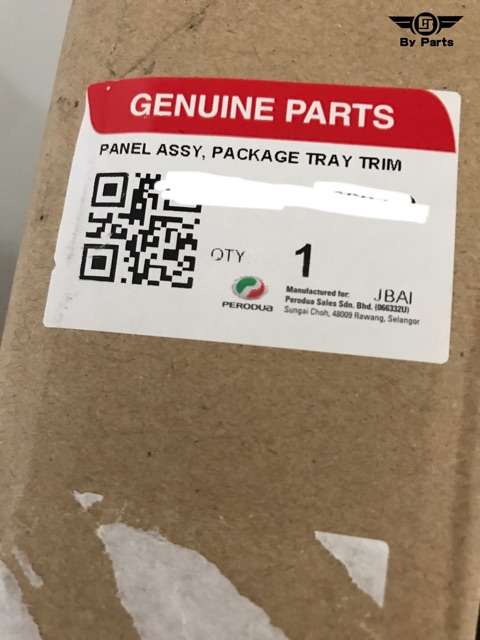 By Parts
GENUINE PARTS
PANEL ASSY, PACKAGE TRAY TRIM
QTY 1
PERODUA
Manufactured for: JBAI
Perodua Sales Sdn. Bhd. (066332U)
Sungai Choh, 48009 Rawang, Selangor